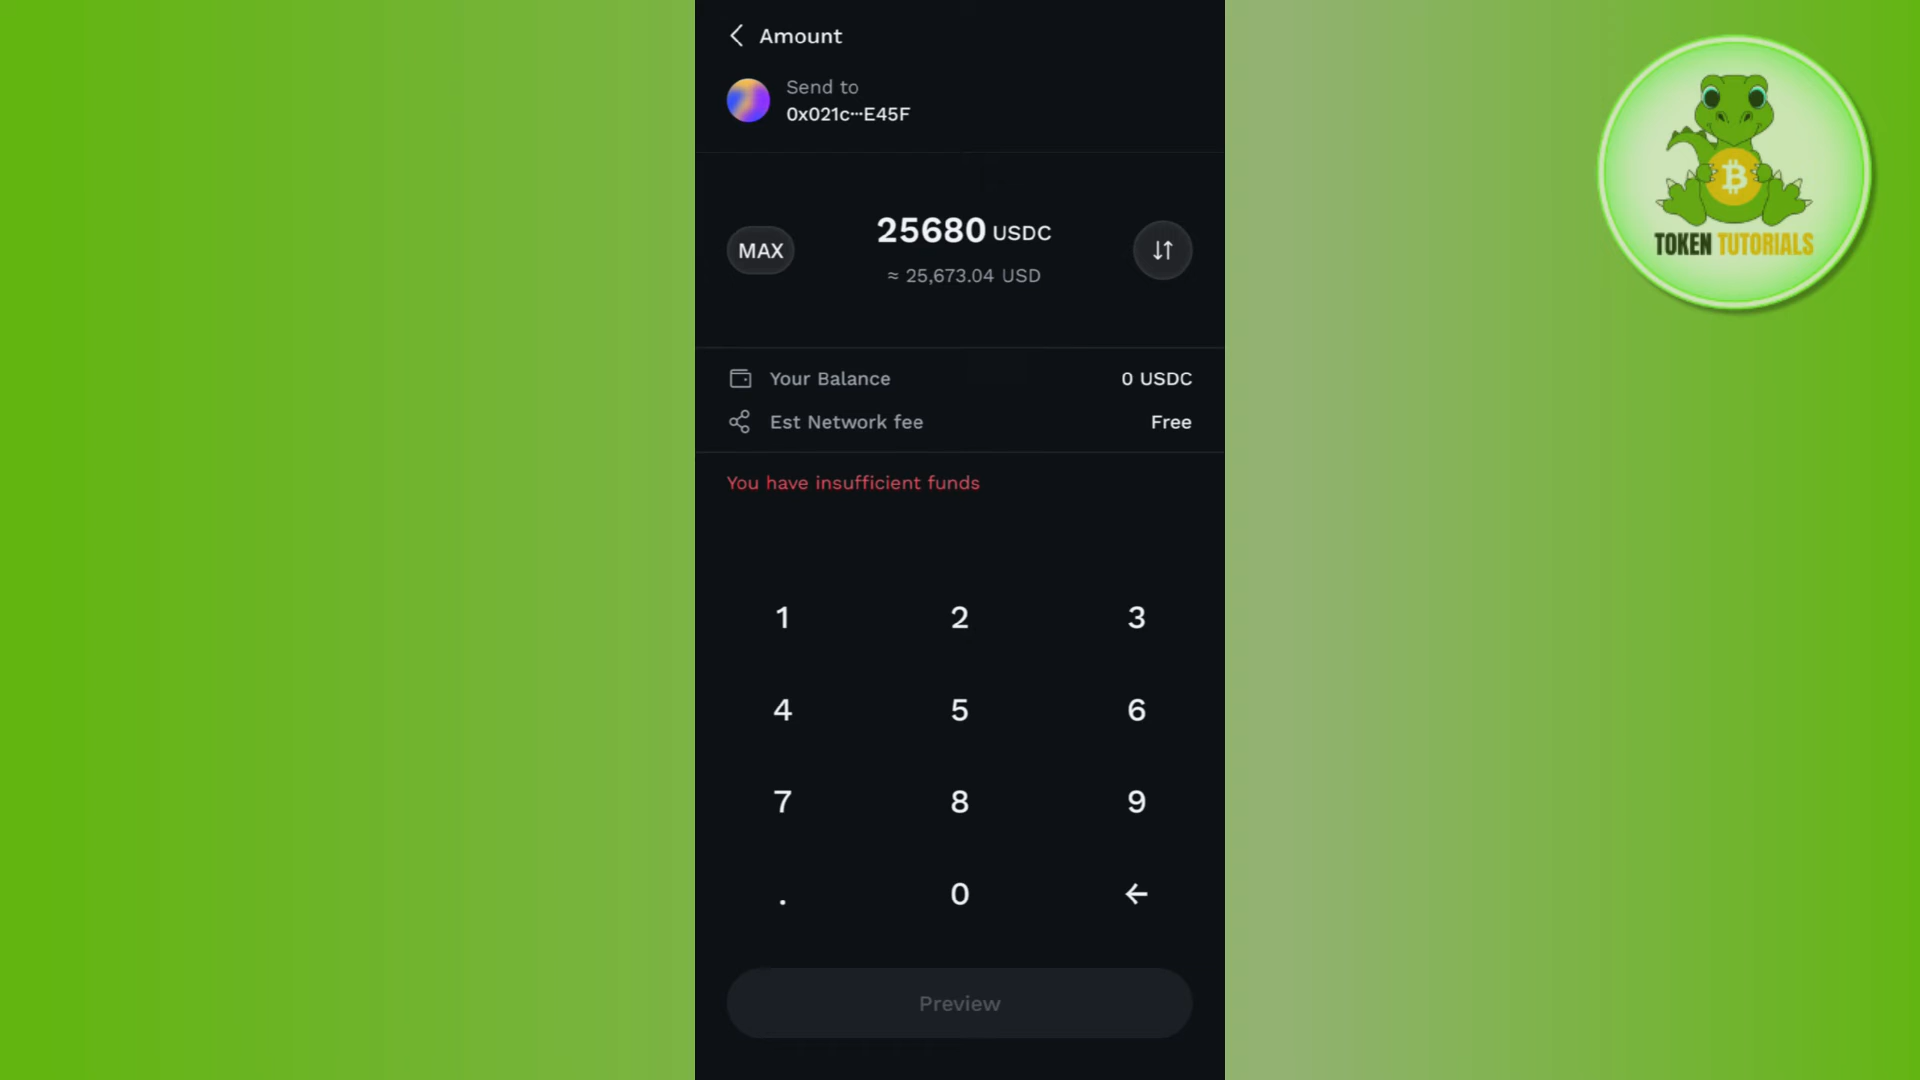 Amount
Send to
0x021c···E45F
MAX
25680 USDC
≈ 25,673.04 USD
Your Balance 0 USDC
Est Network fee Free
You have insufficient funds
1 2 3
4 5 6
7 8 9
. 0
Preview
TOKEN TUTORIALS